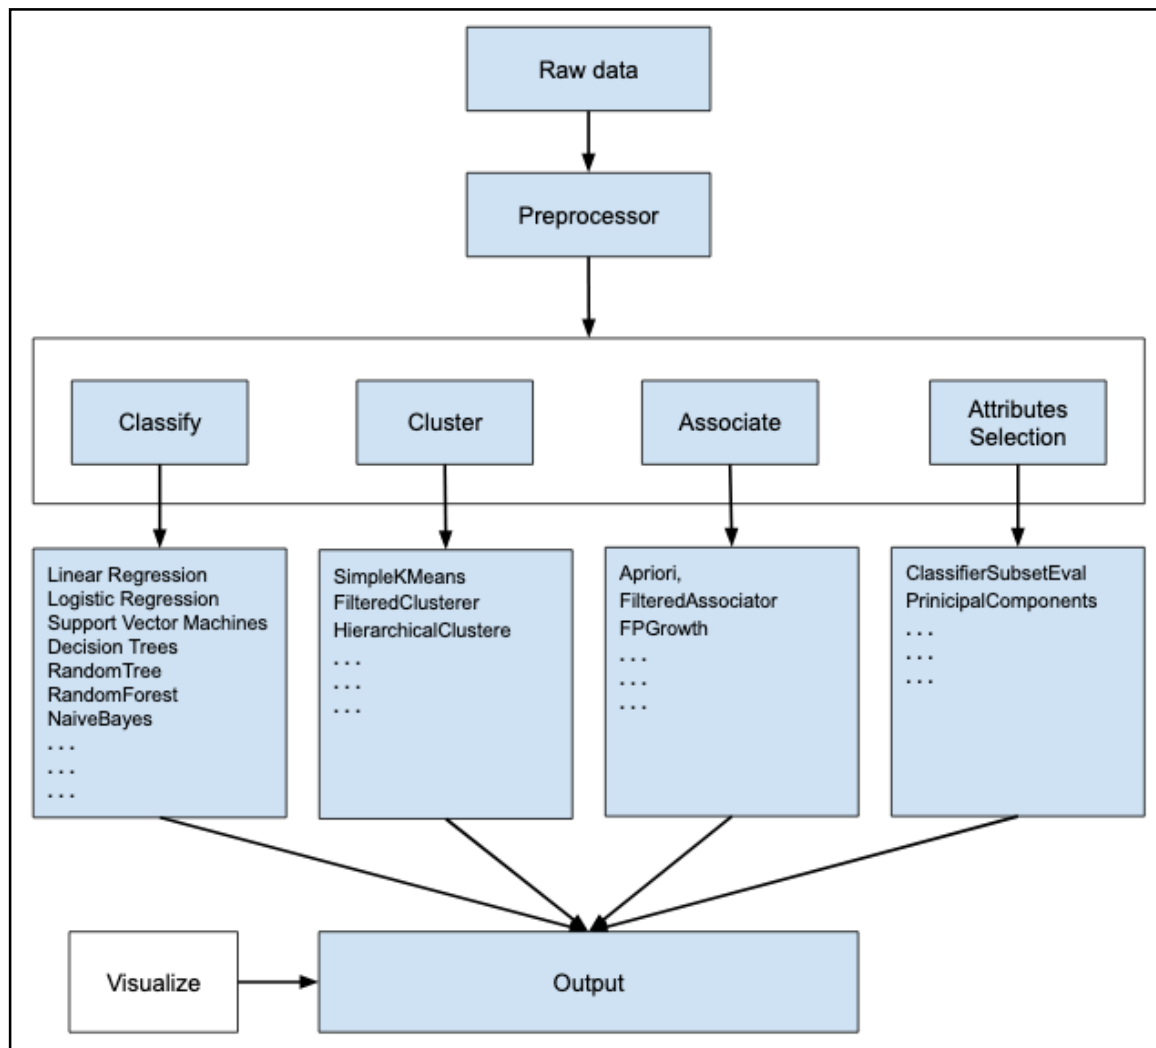 Raw data
Preprocessor
Classify
Cluster
Associate
Attributes
Selection
Linear Regression
Logistic Regression
Support Vector Machines
Decision Trees
RandomTree
RandomForest
NaiveBayes
. . .
. . .
. . .
SimpleKMeans
FilteredClusterer
HierarchicalClustere
. . .
. . .
. . .
Apriori,
FilteredAssociator
FPGrowth
. . .
. . .
. . .
ClassifierSubsetEval
PrinicipalComponents
. . .
. . .
. . .
Visualize
Output